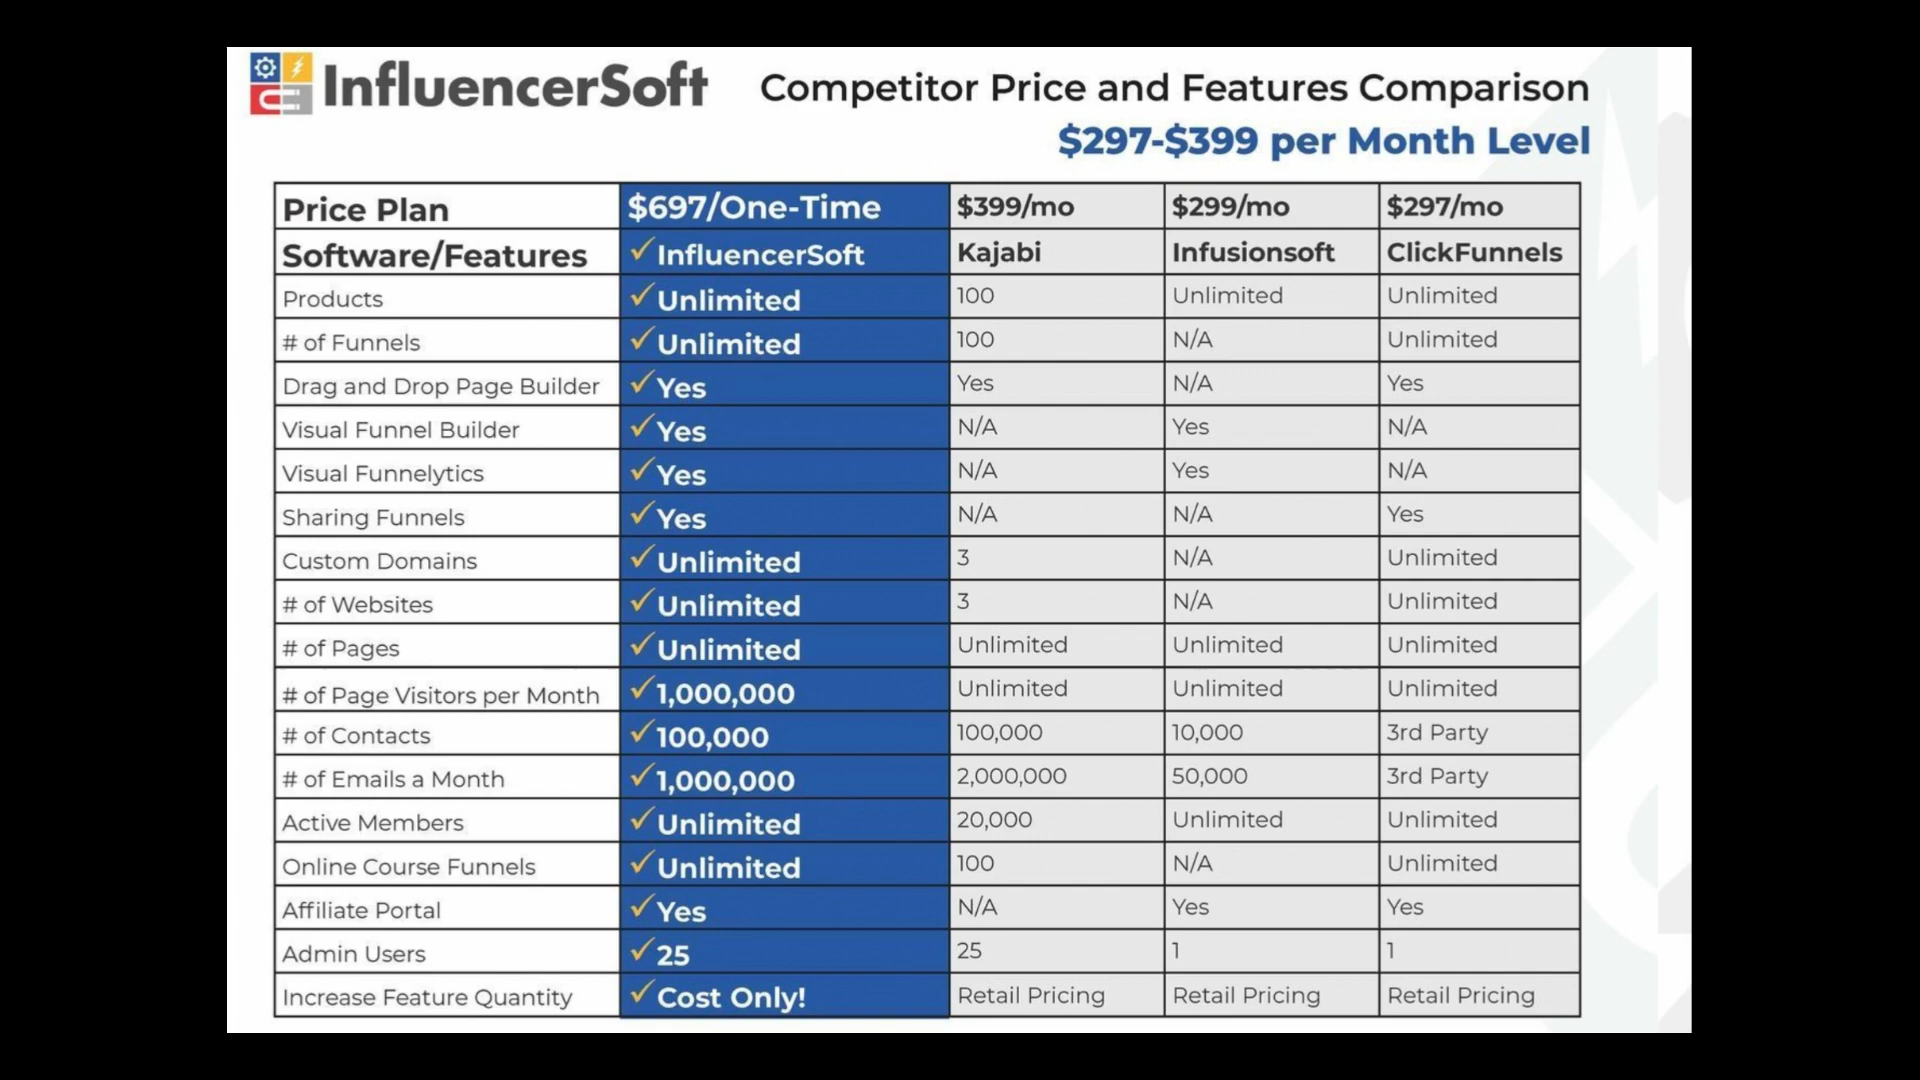 InfluencerSoft
Competitor Price and Features Comparison
$297-$399 per Month Level
Price Plan $697/One-Time $399/mo $299/mo $297/mo
Software/Features ✓InfluencerSoft Kajabi Infusionsoft ClickFunnels
Products ✓Unlimited 100 Unlimited Unlimited
# of Funnels ✓Unlimited 100 N/A Unlimited
Drag and Drop Page Builder ✓Yes Yes N/A Yes
Visual Funnel Builder ✓Yes N/A Yes N/A
Visual Funnelytics ✓Yes N/A Yes N/A
Sharing Funnels ✓Yes N/A N/A Yes
Custom Domains ✓Unlimited 3 N/A Unlimited
# of Websites ✓Unlimited 3 N/A Unlimited
# of Pages ✓Unlimited Unlimited Unlimited Unlimited
# of Page Visitors per Month ✓1,000,000 Unlimited Unlimited Unlimited
# of Contacts ✓100,000 100,000 10,000 3rd Party
# of Emails a Month ✓1,000,000 2,000,000 50,000 3rd Party
Active Members ✓Unlimited 20,000 Unlimited Unlimited
Online Course Funnels ✓Unlimited 100 N/A Unlimited
Affiliate Portal ✓Yes N/A Yes Yes
Admin Users ✓25 25 1 1
Increase Feature Quantity ✓Cost Only! Retail Pricing Retail Pricing Retail Pricing